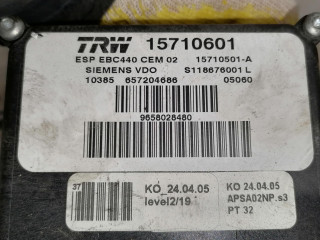 TRW 15710601
ESP EBC440 CEM 02 15710501-A
SIEMENS VDO S118676001 L
10385 657204686 05060
9658028480
37
KO_24.04.05
level2/19
KO 24.04.05
APSA02NP.s3
PT 32